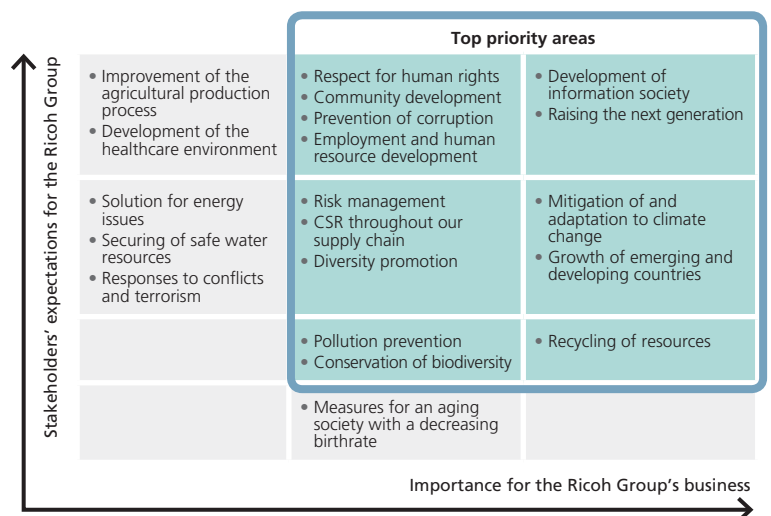 Top priority areas
Stakeholders' expectations for the Ricoh Group
• Improvement of the
agricultural production
process
• Development of the
healthcare environment
• Respect for human rights
• Community development
• Prevention of corruption
• Employment and human
resource development
• Development of
information society
• Raising the next generation
• Solution for energy
issues
• Securing of safe water
resources
• Responses to conflicts
and terrorism
• Risk management
• CSR throughout our
supply chain
• Diversity promotion
• Mitigation of and
adaptation to climate
change
• Growth of emerging and
developing countries
• Pollution prevention
• Conservation of biodiversity
• Recycling of resources
• Measures for an aging
society with a decreasing
birthrate
Importance for the Ricoh Group's business